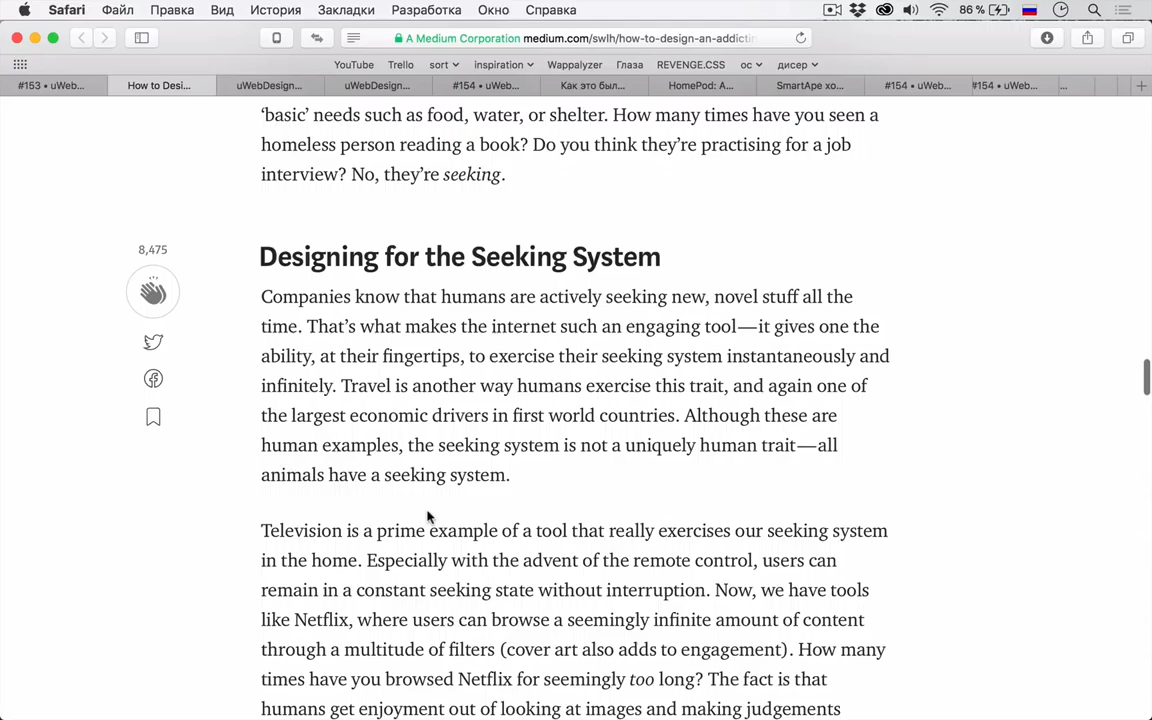 Safari Файл Правка Вид История Закладки Разработка Окно Справка 86 %
A Medium Corporation medium.com/swlh/how-to-design-an-addictin
YouTube Trello sort inspiration Wappalyzer Глаза REVENGE.CSS ос дисер
#153 • uWeb... How to Desi... uWebDesign... uWebDesign... #154 • uWeb... Как это был... HomePod: A... SmartApe хо... #154 • uWeb... #154 • uWeb... ...
‘basic’ needs such as food, water, or shelter. How many times have you seen a
homeless person reading a book? Do you think they’re practising for a job
interview? No, they’re seeking.
8,475
Designing for the Seeking System
Companies know that humans are actively seeking new, novel stuff all the
time. That’s what makes the internet such an engaging tool—it gives one the
ability, at their fingertips, to exercise their seeking system instantaneously and
infinitely. Travel is another way humans exercise this trait, and again one of
the largest economic drivers in first world countries. Although these are
human examples, the seeking system is not a uniquely human trait—all
animals have a seeking system.
Television is a prime example of a tool that really exercises our seeking system
in the home. Especially with the advent of the remote control, users can
remain in a constant seeking state without interruption. Now, we have tools
like Netflix, where users can browse a seemingly infinite amount of content
through a multitude of filters (cover art also adds to engagement). How many
times have you browsed Netflix for seemingly too long? The fact is that
humans get enjoyment out of looking at images and making judgements